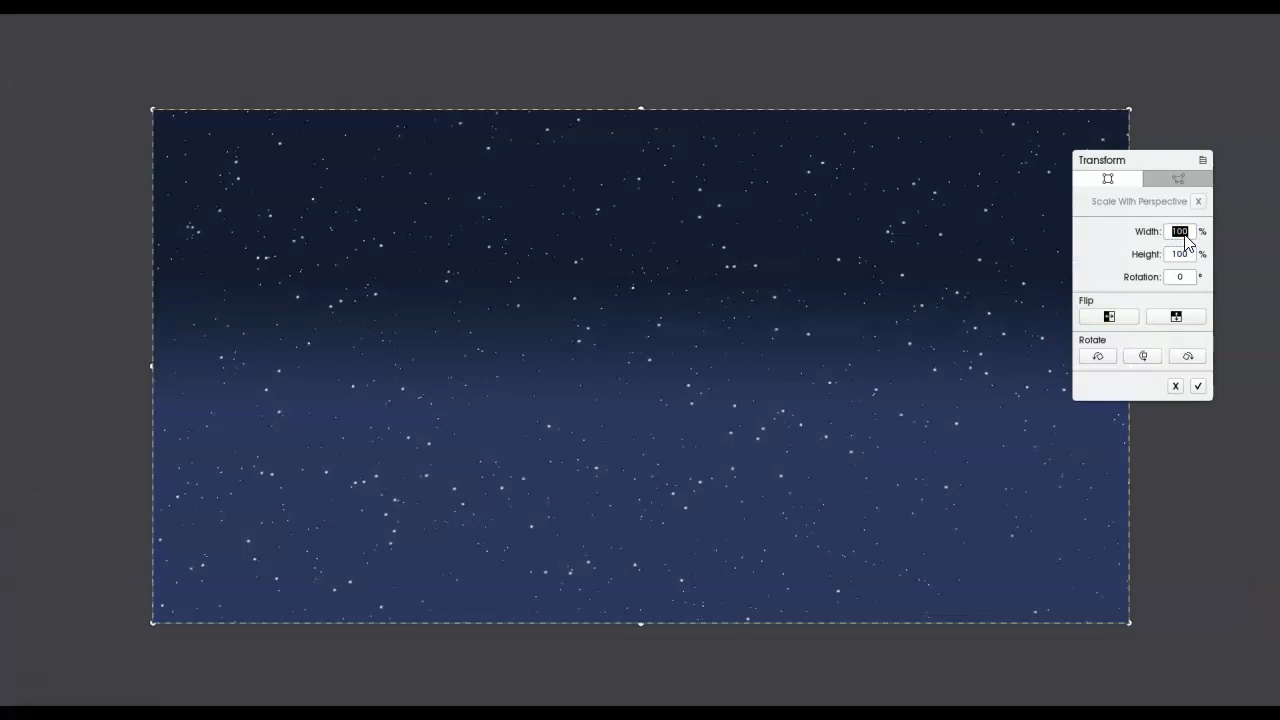 Transform
Scale With Perspective X
Width: 100 %
Height: 100 %
Rotation: 0 °
Flip
Rotate
X